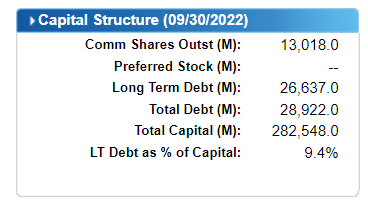 Capital Structure (09/30/2022)
Comm Shares Outst (M): 13,018.0
Preferred Stock (M): --
Long Term Debt (M): 26,637.0
Total Debt (M): 28,922.0
Total Capital (M): 282,548.0
LT Debt as % of Capital: 9.4%